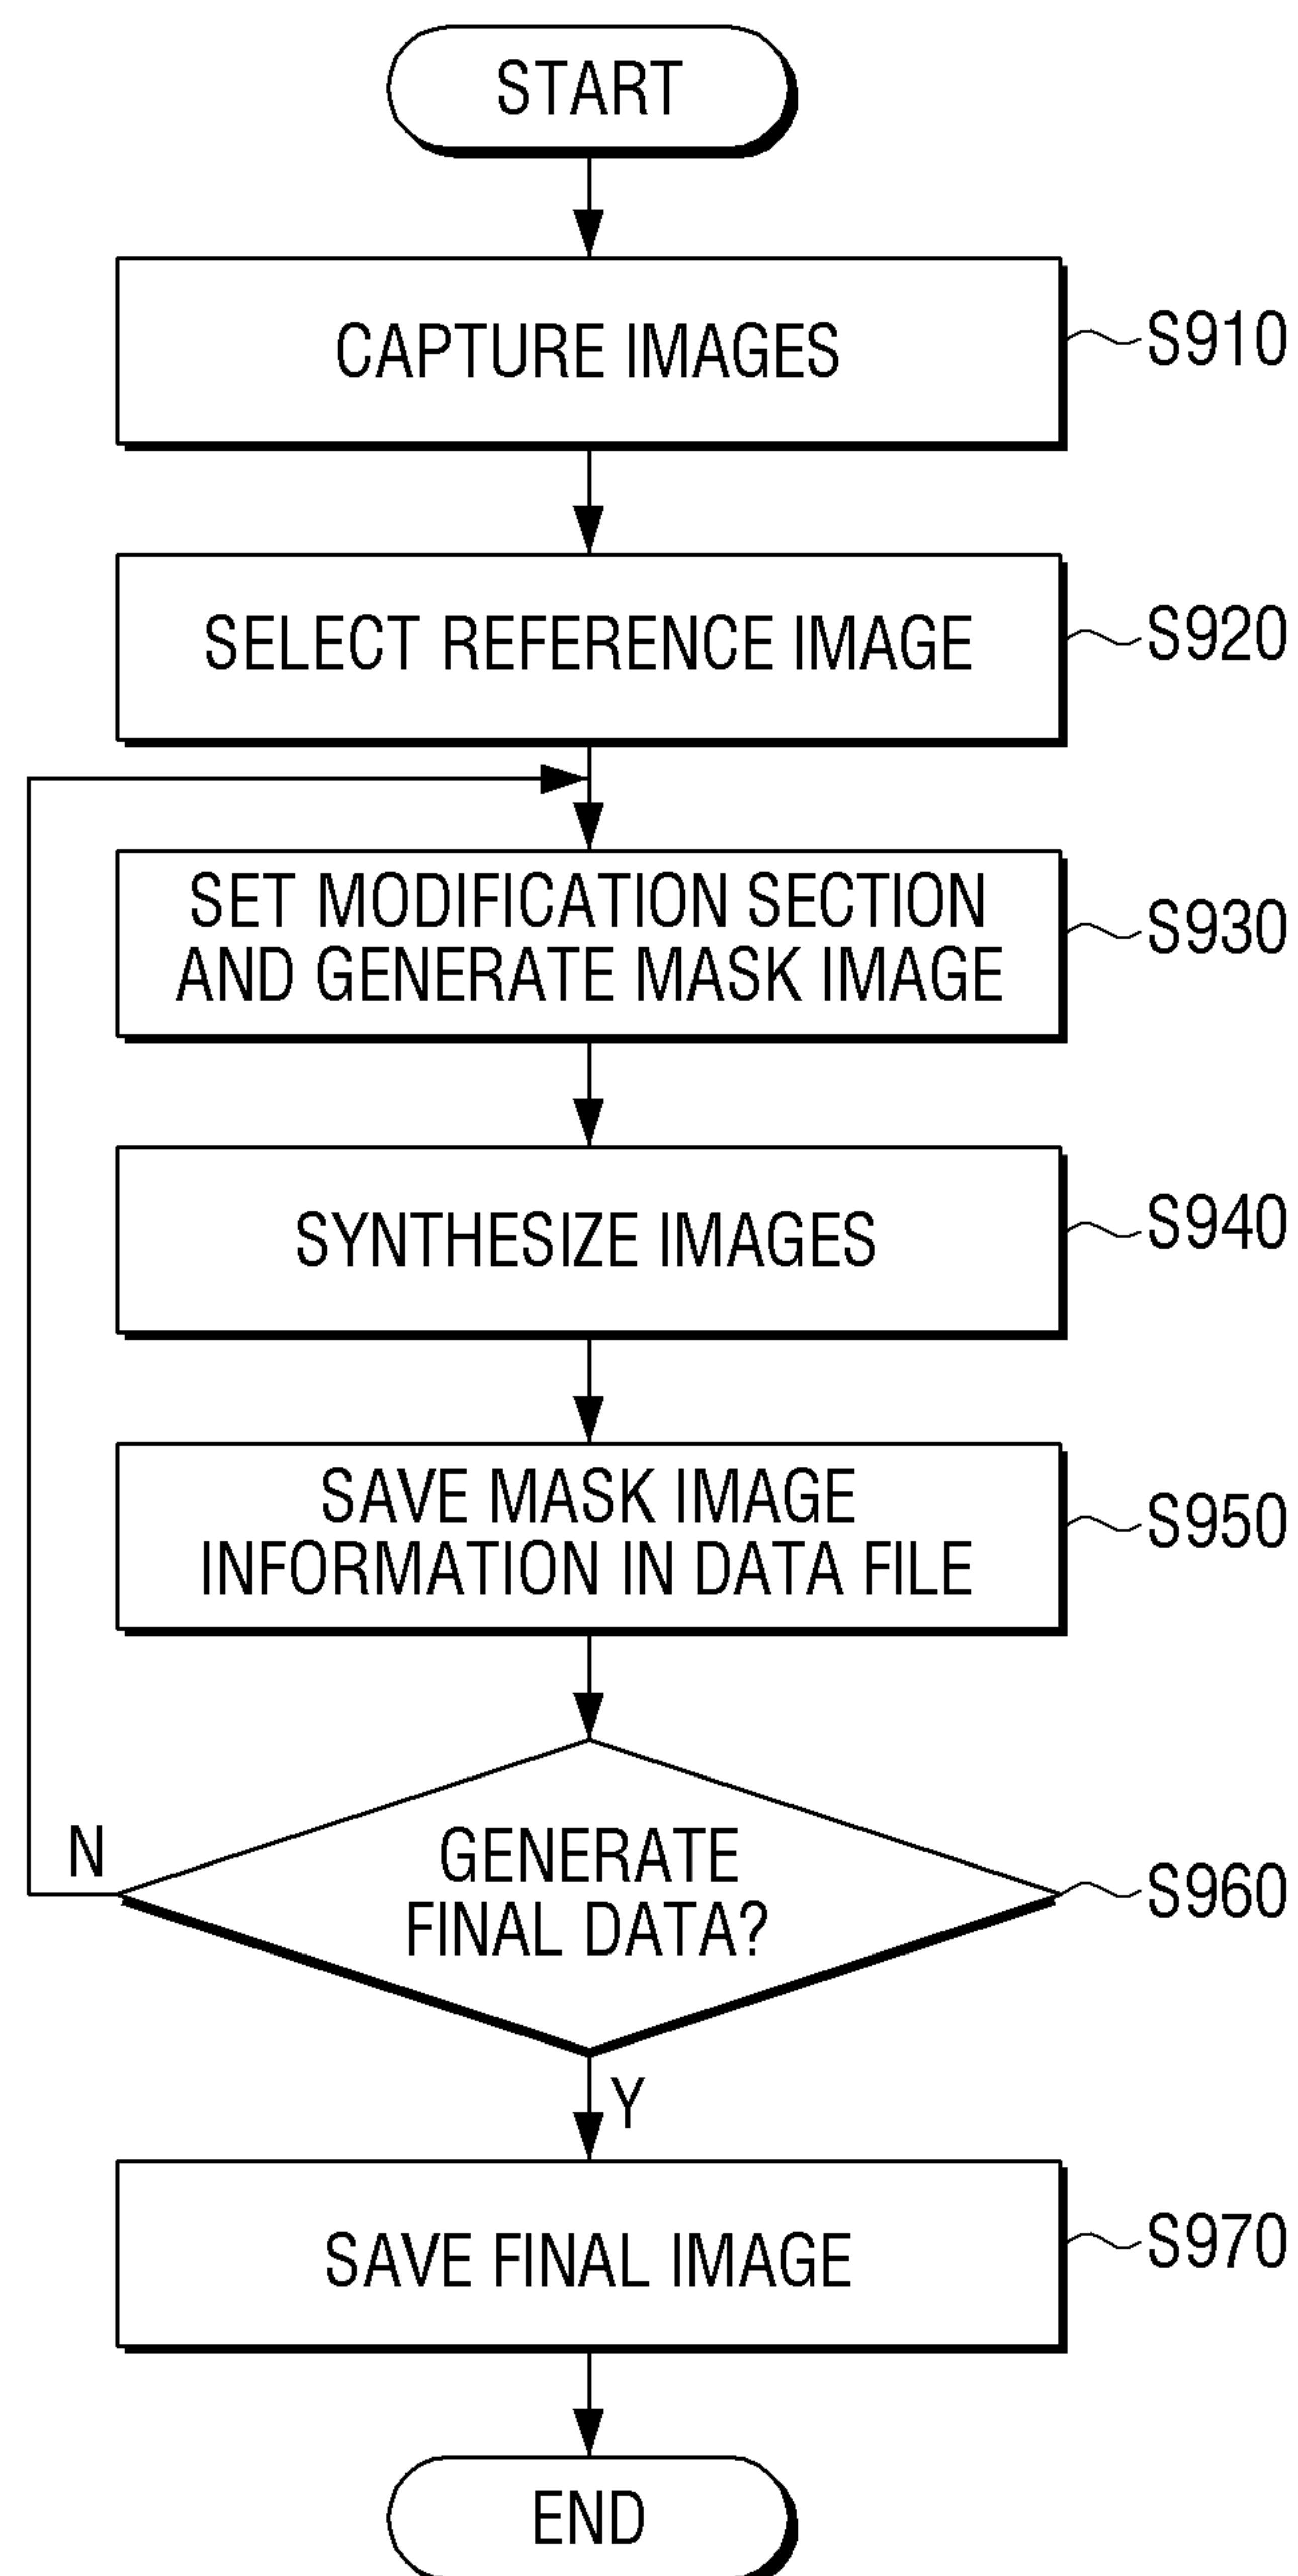 START
CAPTURE IMAGES
S910
SELECT REFERENCE IMAGE
S920
SET MODIFICATION SECTION
AND GENERATE MASK IMAGE
S930
SYNTHESIZE IMAGES
S940
SAVE MASK IMAGE
INFORMATION IN DATA FILE
S950
N
GENERATE
FINAL DATA?
S960
Y
SAVE FINAL IMAGE
S970
END